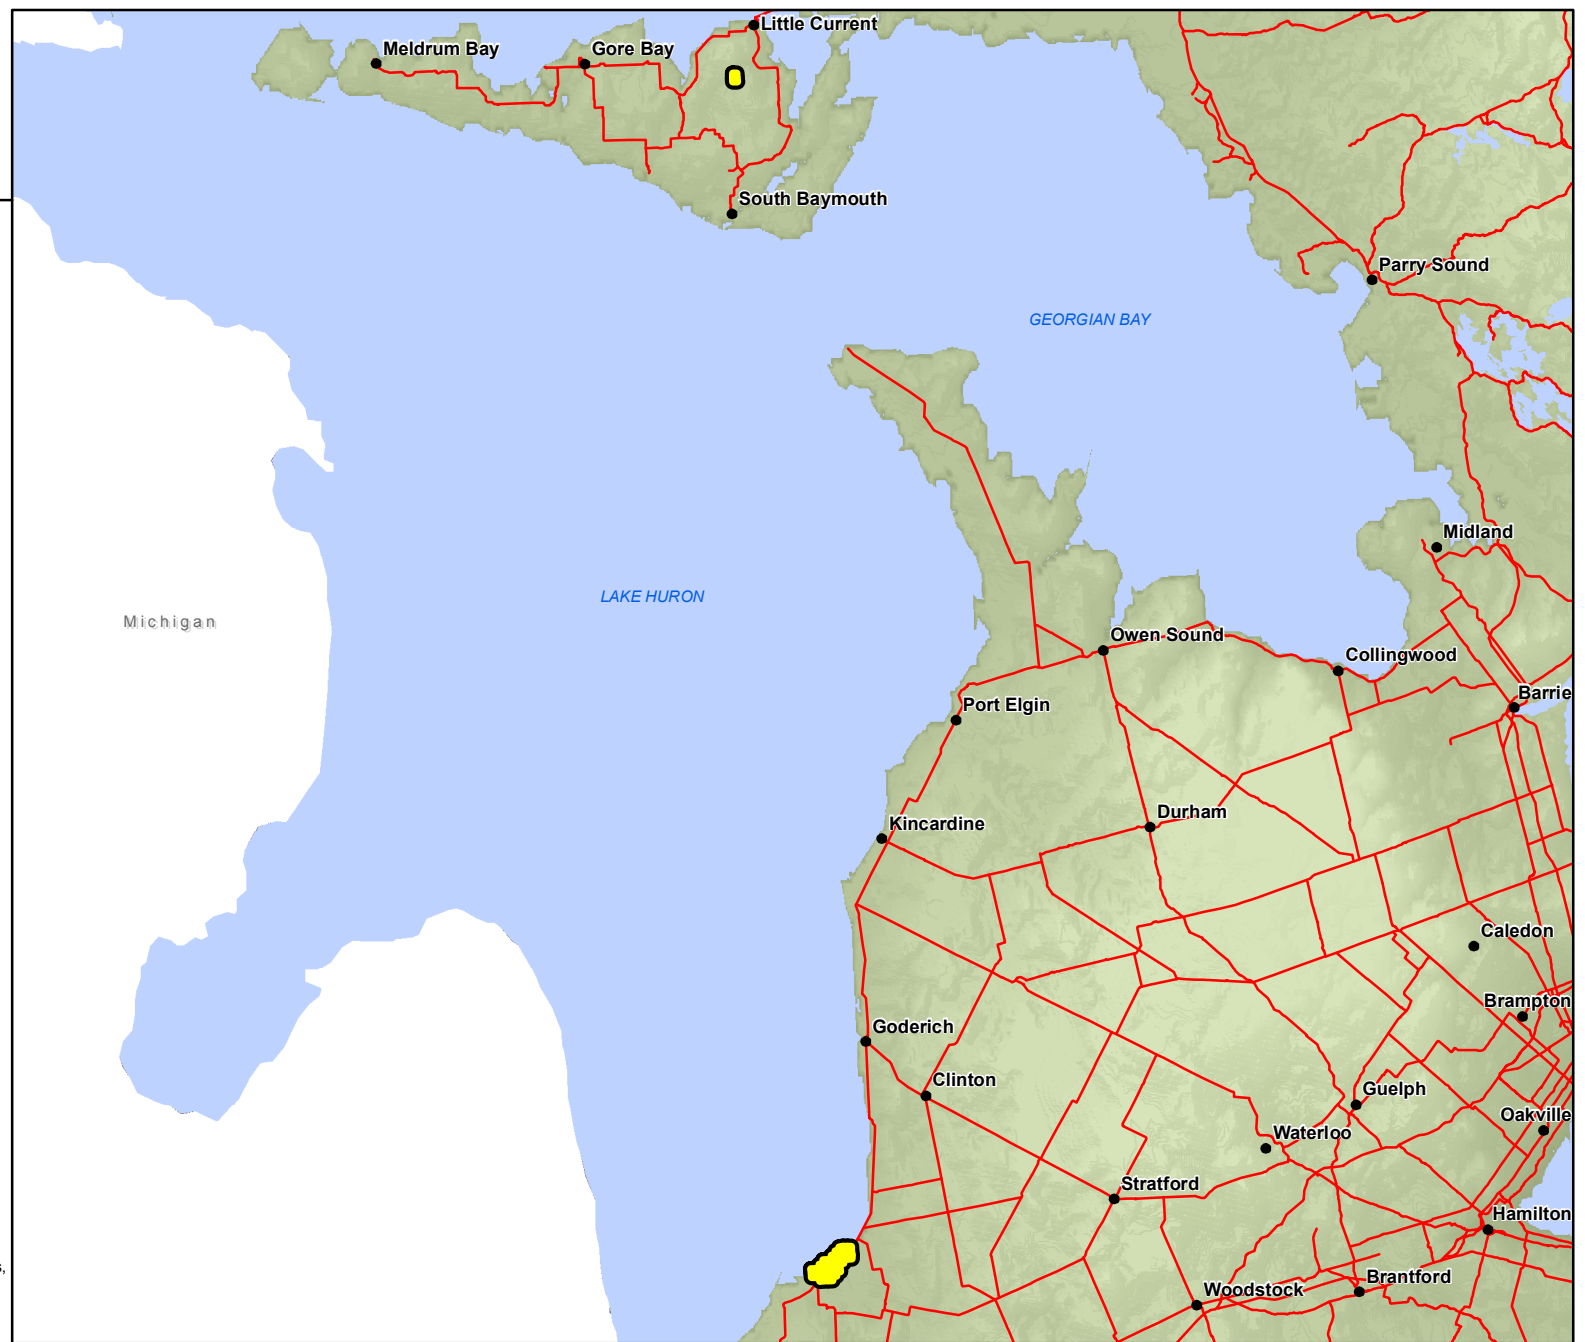 Little Current
Meldrum Bay
Gore Bay
South Baymouth
Parry Sound
GEORGIAN BAY
Midland
LAKE HURON
Michigan
Owen Sound
Collingwood
Barrie
Port Elgin
Durham
Kincardine
Caledon
Brampton
Goderich
Clinton
Guelph
Oakville
Waterloo
Stratford
Hamilton
Woodstock
Brantford